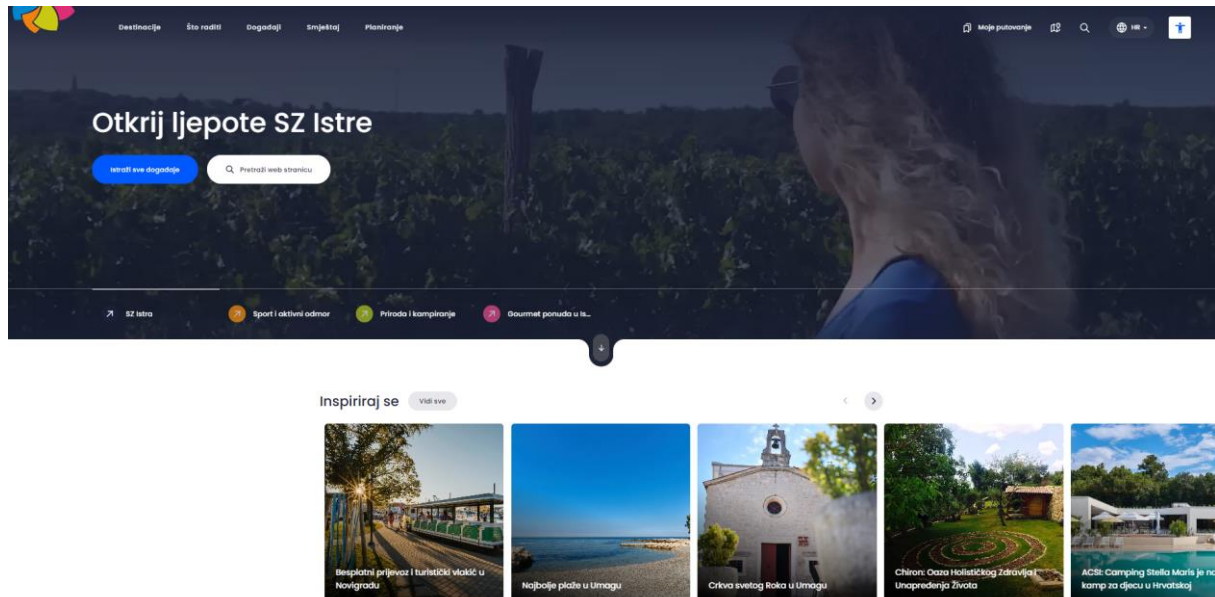 Destinacije
Što raditi
Događaji
Smještaj
Planiranje
Moje putovanje
HR
Otkrij ljepote SZ Istre
Istraži sve događaje
Pretraži web stranicu
SZ Istra
Sport i aktivni odmor
Priroda i kampiranje
Gourmet ponuda u Is...
Inspiriraj se
Vidi sve
Besplatni prijevoz i turistički vlakić u
Novigradu
Najbolje plaže u Umagu
Crkva svetog Roka u Umagu
Chiron: Oaza Holističkog Zdravlja i
Unapređenja Života
ACSI: Camping Stella Maris je
kamp za djecu u Hrvatskoj